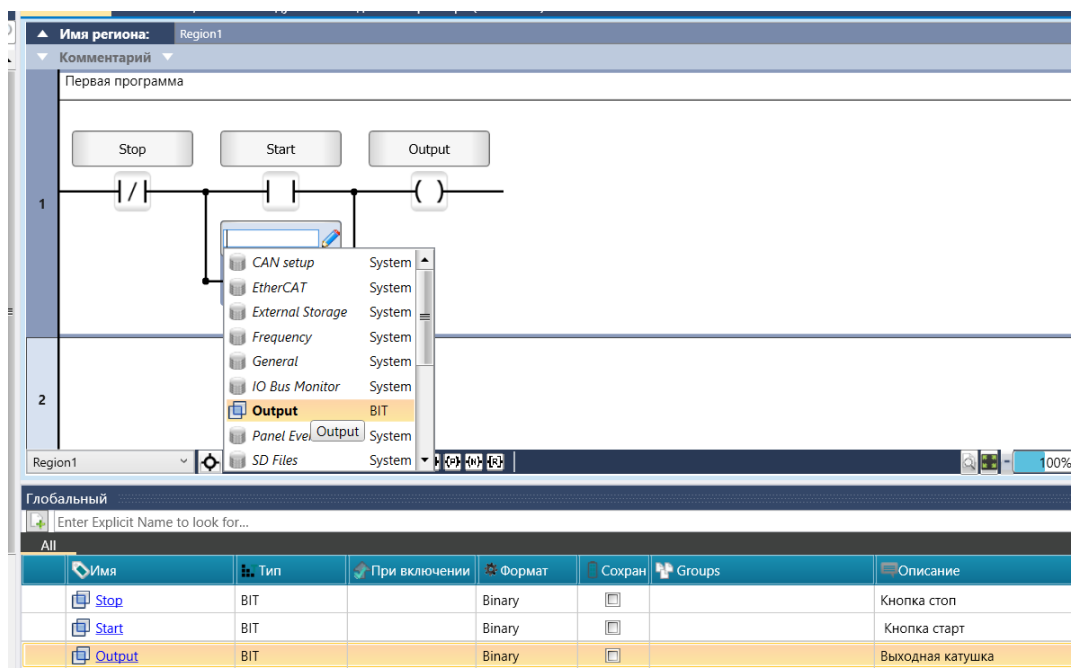 Имя региона: Region1
Комментарий
Первая программа
Stop Start Output
1
CAN setup System
EtherCAT System
External Storage System
Frequency System
General System
IO Bus Monitor System
Output BIT
Panel Eve System
Output
SD Files System
2
Region1 100%
Глобальный
Enter Explicit Name to look for...
All
Имя Тип При включении Формат Сохран Groups Описание
Stop BIT Binary Кнопка стоп
Start BIT Binary Кнопка старт
Output BIT Binary Выходная катушка